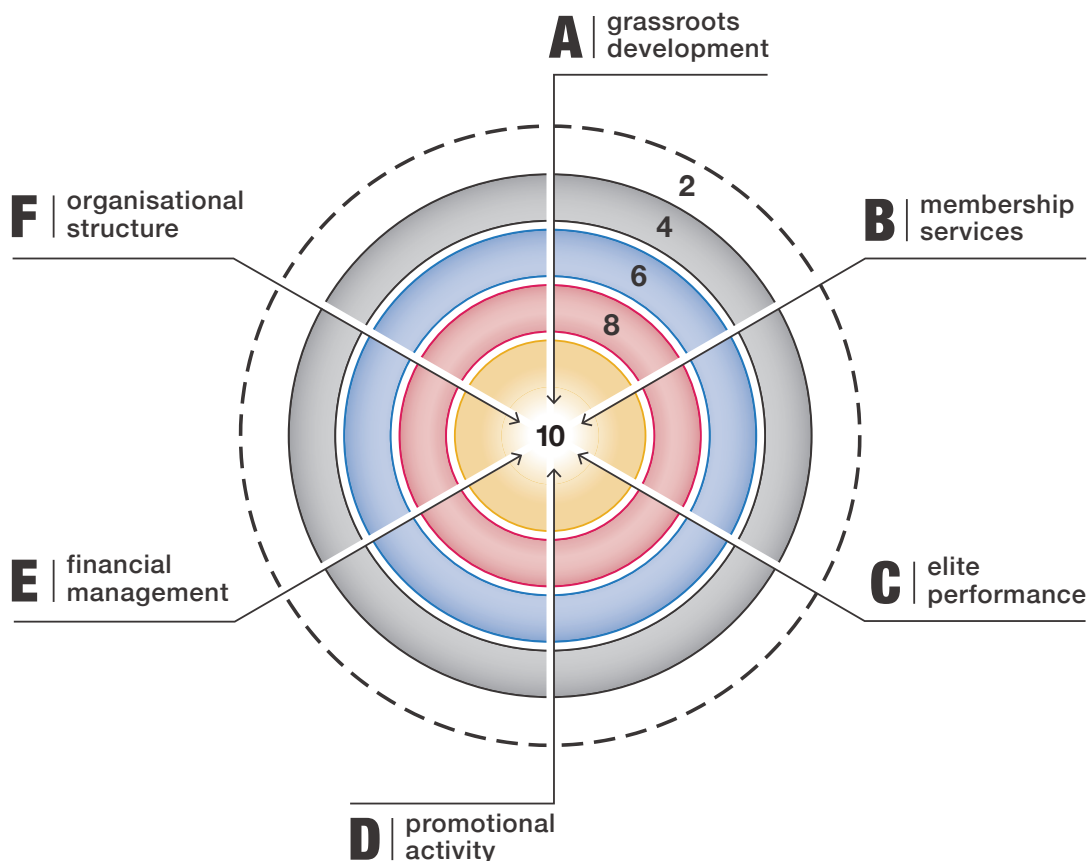 A | grassroots
development
2
F | organisational
structure
B | membership
services
4
6
8
10
E | financial
management
C | elite
performance
D | promotional
activity